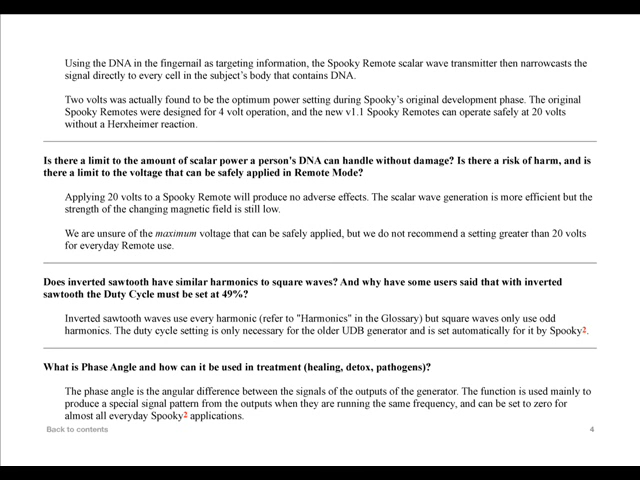 Using the DNA in the fingernail as targeting information, the Spooky Remote scalar wave transmitter then narrowcasts the
signal directly to every cell in the subject's body that contains DNA.
Two volts was actually found to be the optimum power setting during Spooky's original development phase. The original
Spooky Remotes were designed for 4 volt operation, and the new v1.1 Spooky Remotes can operate safely at 20 volts
without a Herxheimer reaction.
Is there a limit to the amount of scalar power a person's DNA can handle without damage? Is there a risk of harm, and is
there a limit to the voltage that can be safely applied in Remote Mode?
Applying 20 volts to a Spooky Remote will produce no adverse effects. The scalar wave generation is more efficient but the
strength of the changing magnetic field is still low.
We are unsure of the maximum voltage that can be safely applied, but we do not recommend a setting greater than 20 volts
for everyday Remote use.
Does inverted sawtooth have similar harmonics to square waves? And why have some users said that with inverted
sawtooth the Duty Cycle must be set at 49%?
Inverted sawtooth waves use every harmonic (refer to "Harmonics" in the Glossary) but square waves only use odd
harmonics. The duty cycle setting is only necessary for the older UDB generator and is set automatically for it by Spooky2.
What is Phase Angle and how can it be used in treatment (healing, detox, pathogens)?
The phase angle is the angular difference between the signals of the outputs of the generator. The function is used mainly to
produce a special signal pattern from the outputs when they are running the same frequency, and can be set to zero for
almost all everyday Spooky2 applications.
Back to contents 4